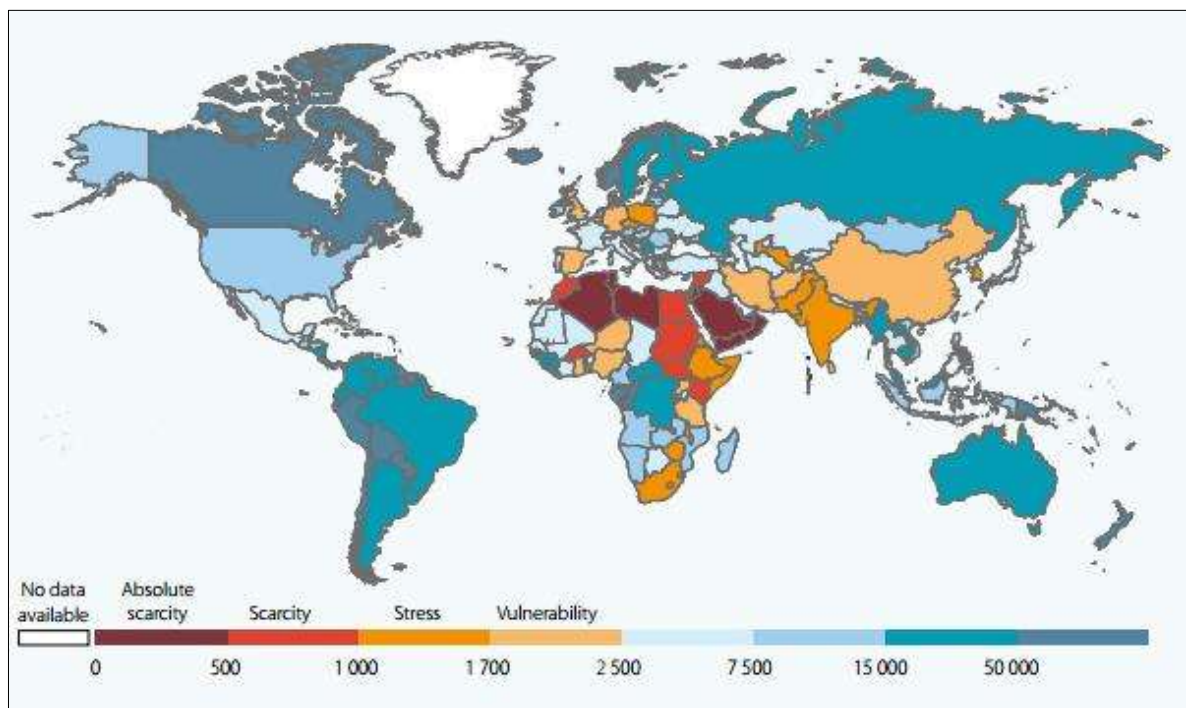 No data
available
Absolute
scarcity
Scarcity
Stress
Vulnerability
0
500
1 000
1 700
2 500
7 500
15 000
50 000